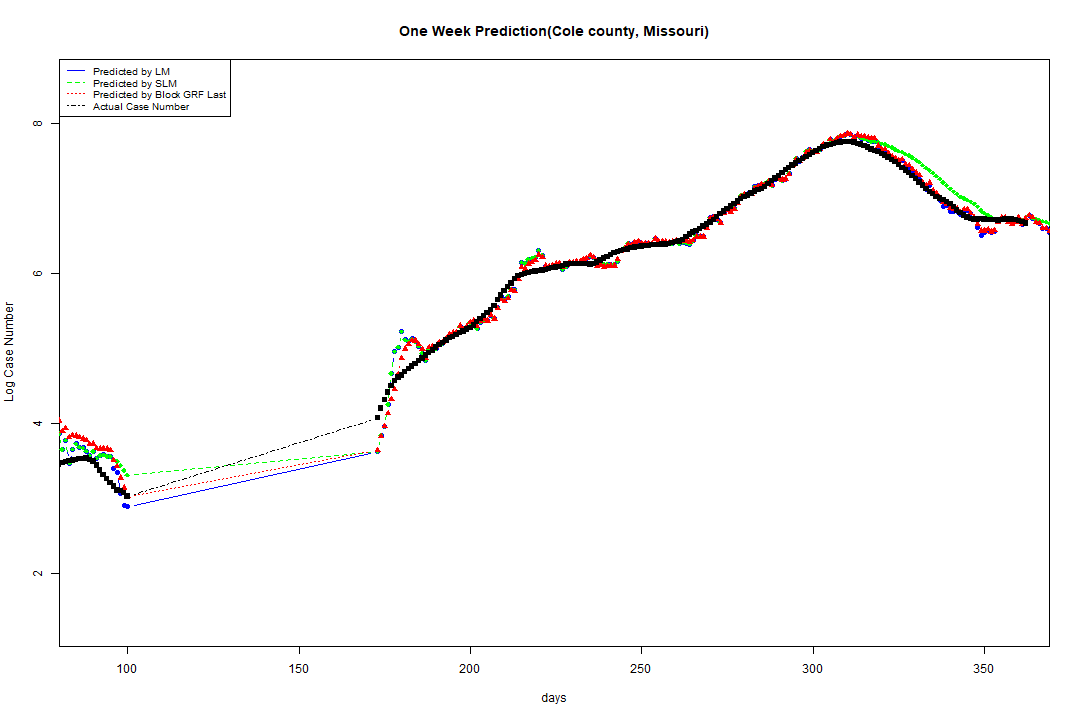 One Week Prediction(Cole county, Missouri)
Predicted by LM
Predicted by SLM
Predicted by Block GRF Last
Actual Case Number
8
6
4
2
Log Case Number
100 150 200 250 300 350
days